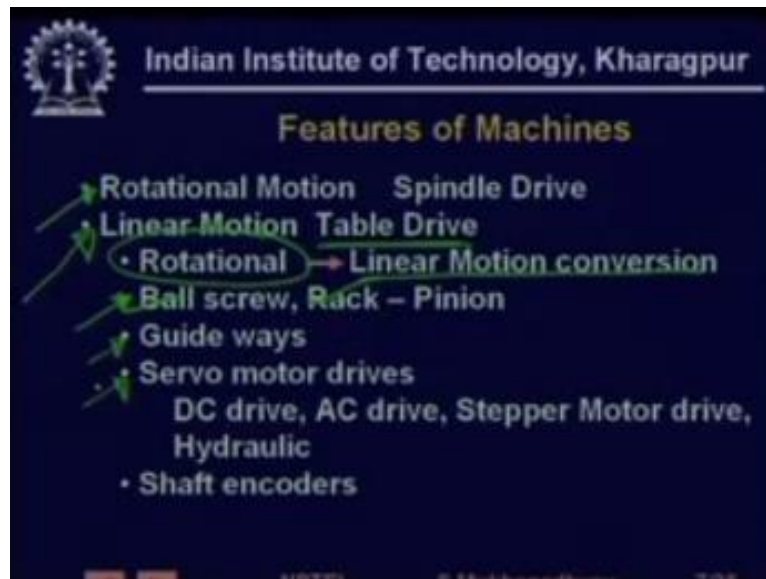 Indian Institute of Technology, Kharagpur
Features of Machines
• Rotational Motion Spindle Drive
• Linear Motion Table Drive
• Rotational → Linear Motion conversion
• Ball screw, Rack – Pinion
• Guide ways
• Servo motor drives
DC drive, AC drive, Stepper Motor drive,
Hydraulic
• Shaft encoders